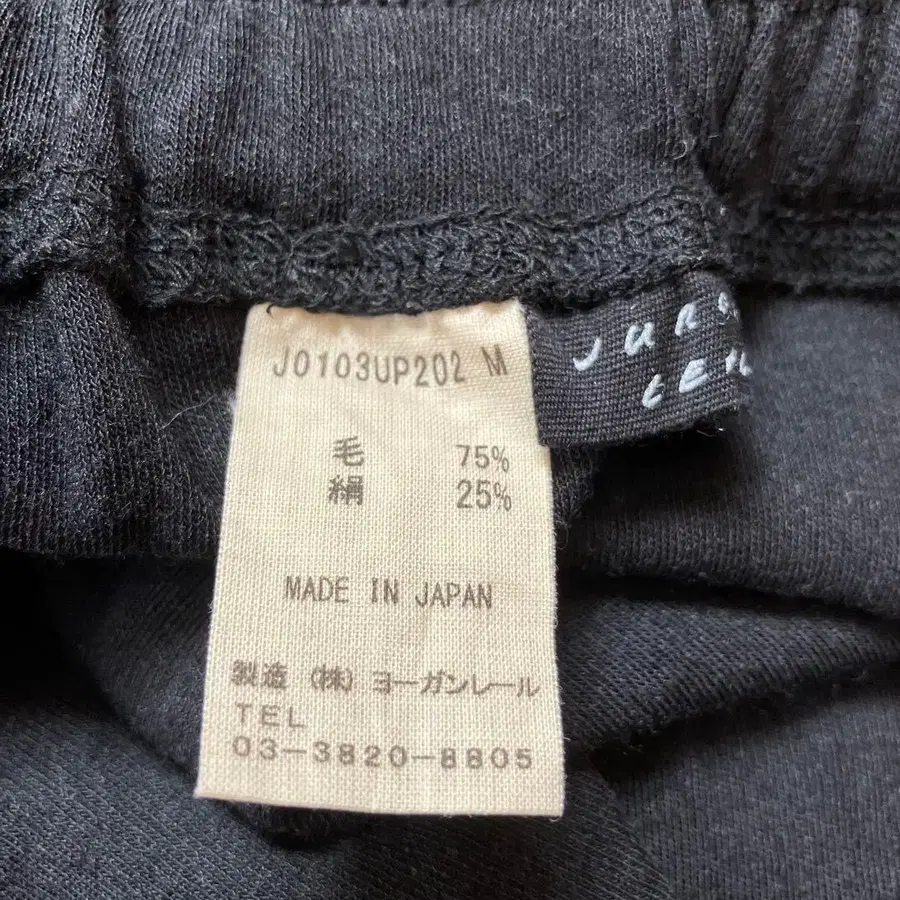 J0103UP202 M
毛 75%
絹 25%
MADE IN JAPAN
製造 (株) ヨーガンレール
TEL
03-3820-8805